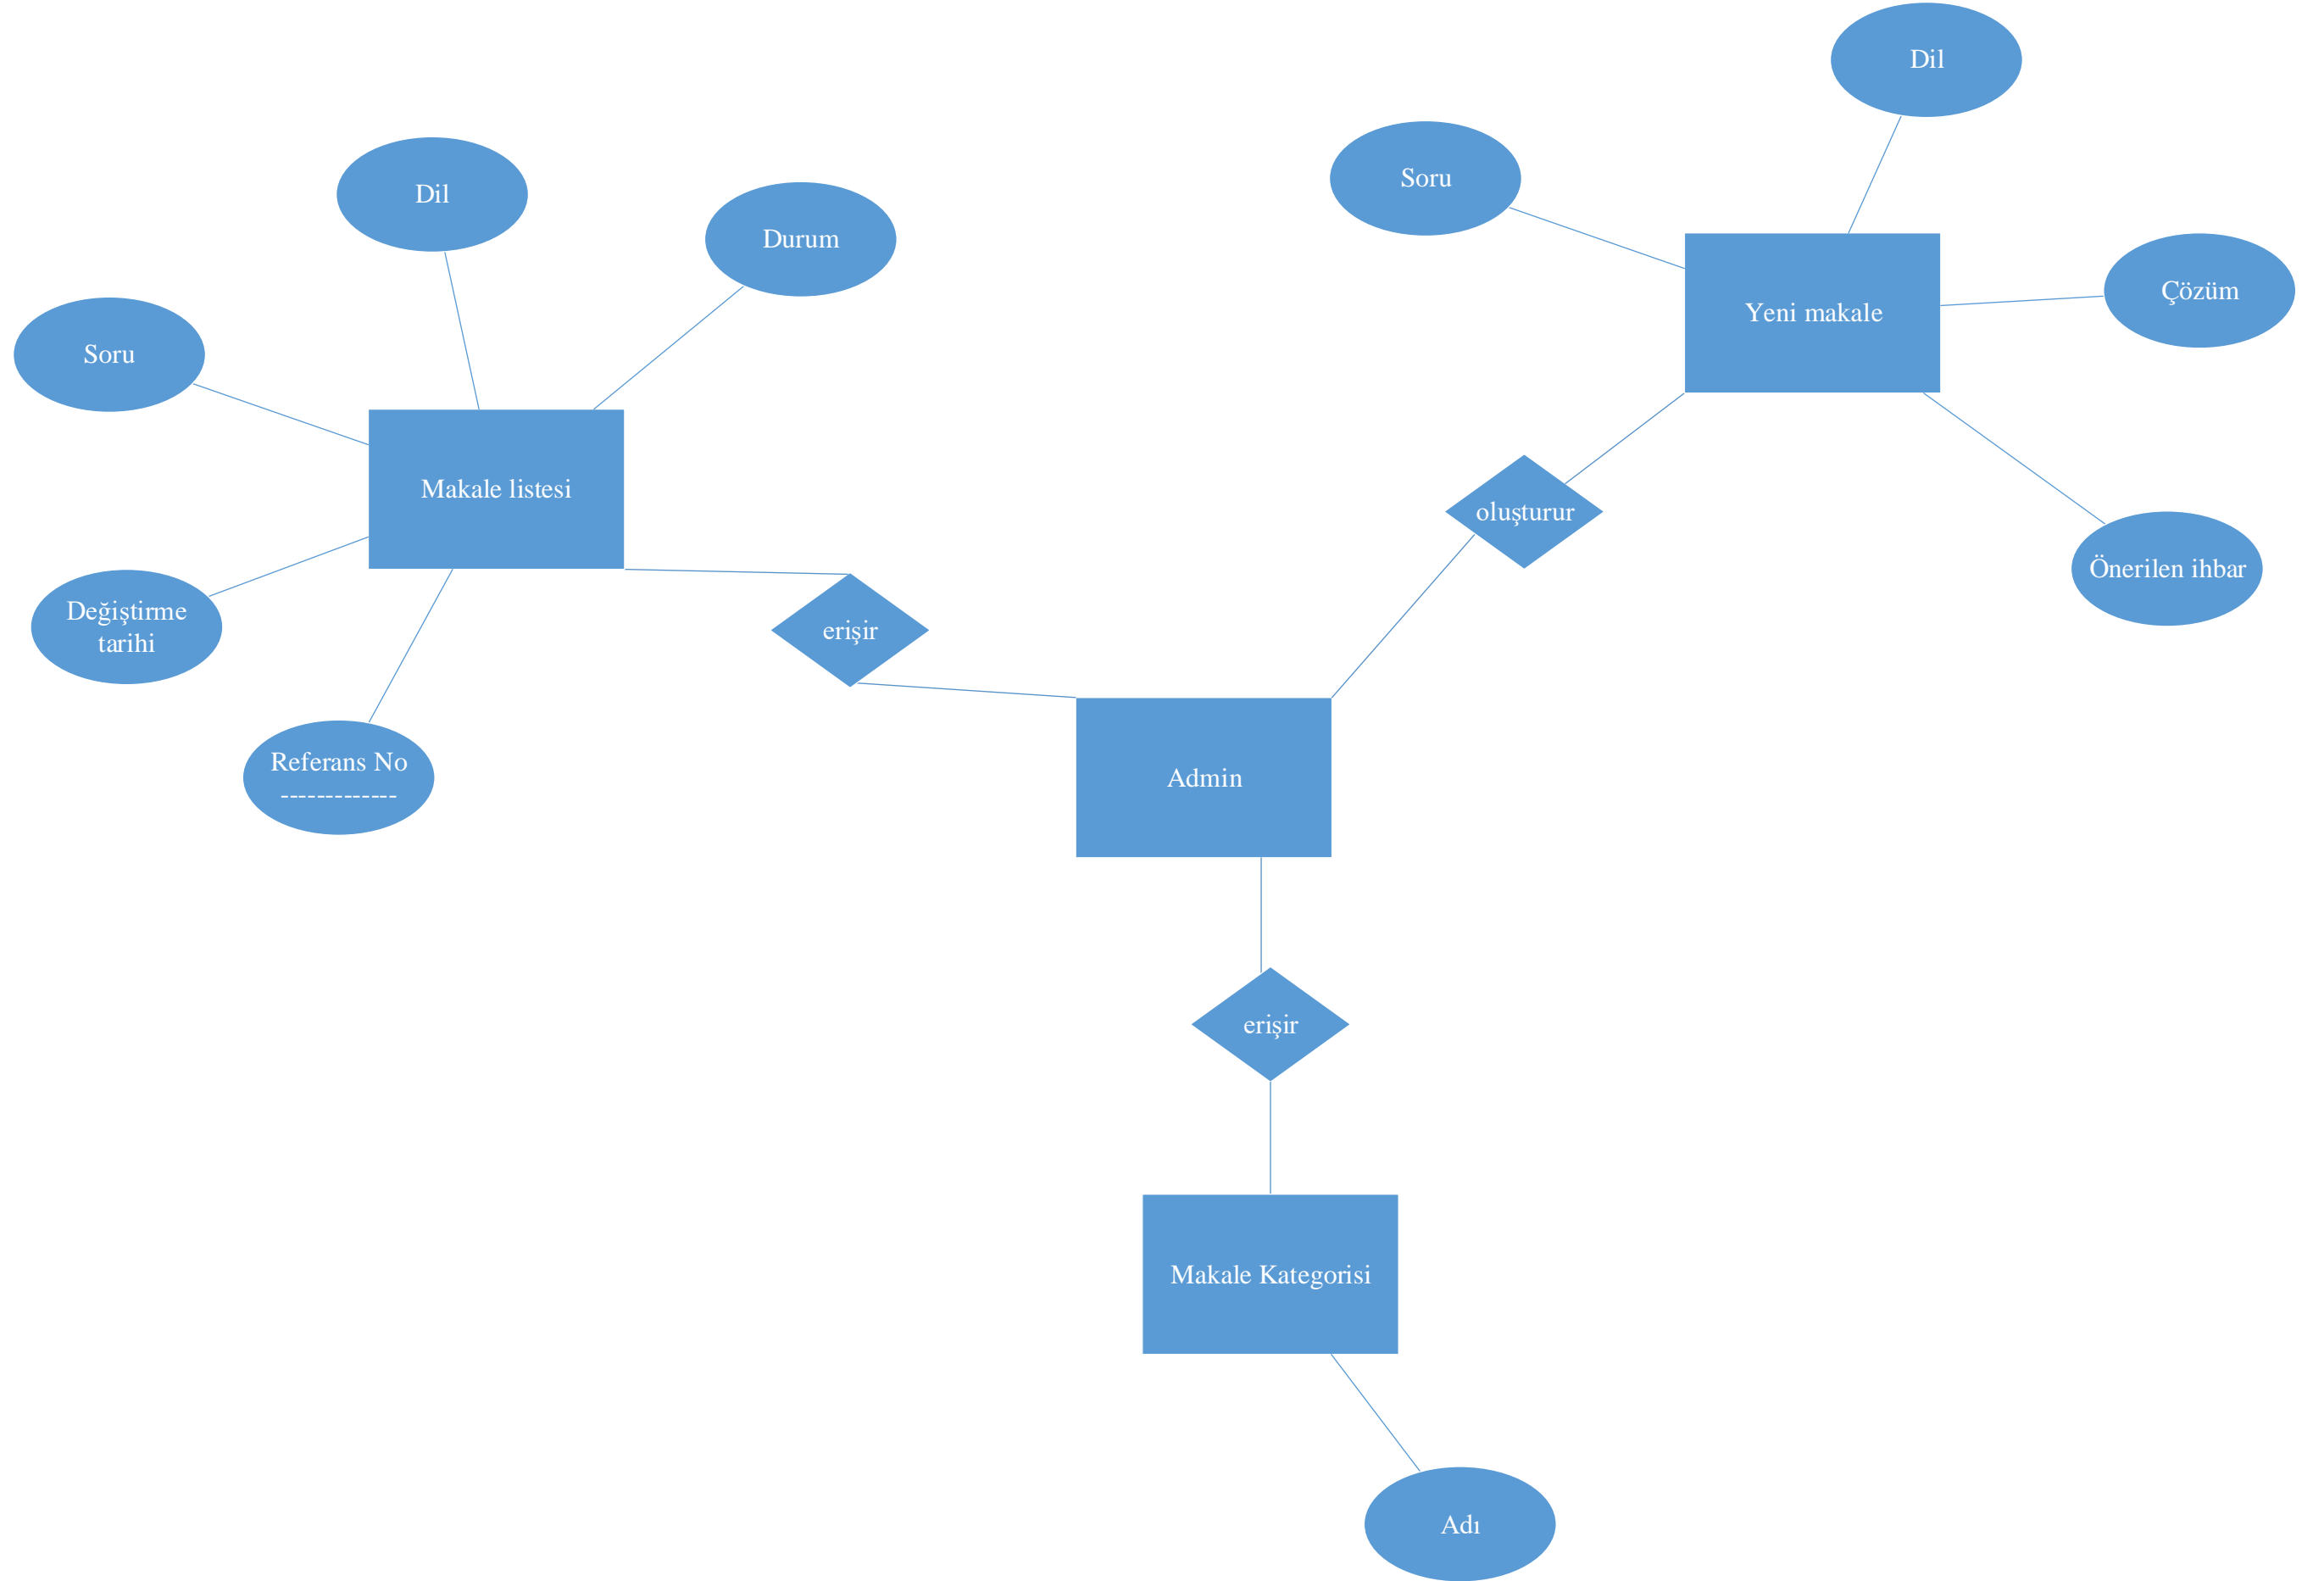 Dil
Soru
Dil
Durum
Çözüm
Yeni makale
Soru
Makale listesi
oluşturur
Önerilen ihbar
Değiştirme
tarihi
erişir
Referans No
-------------
Admin
erişir
Makale Kategorisi
Adı